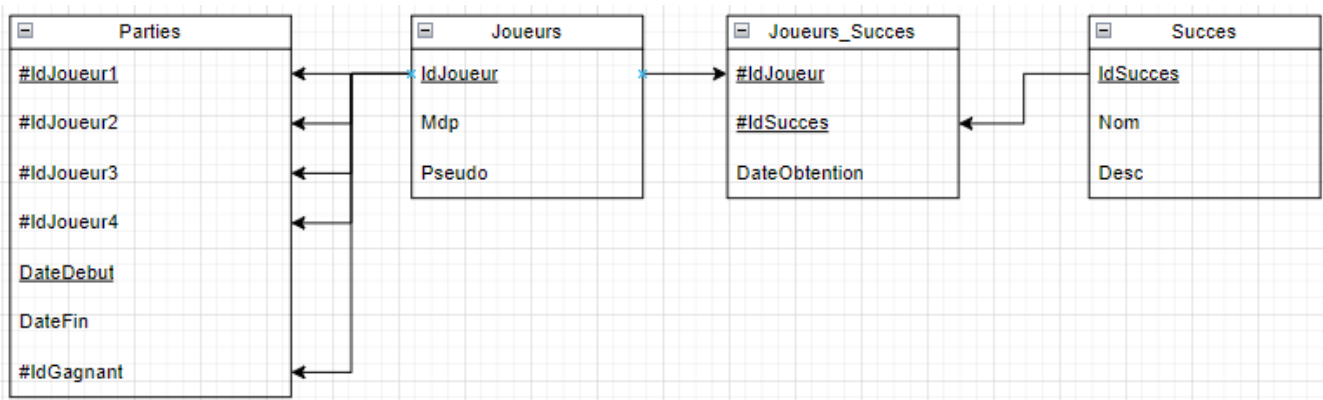 Parties
#IdJoueur1
#IdJoueur2
#IdJoueur3
#IdJoueur4
DateDebut
DateFin
#IdGagnant
Joueurs
IdJoueur
Mdp
Pseudo
Joueurs_Succes
#IdJoueur
#IdSucces
DateObtention
Succes
IdSucces
Nom
Desc